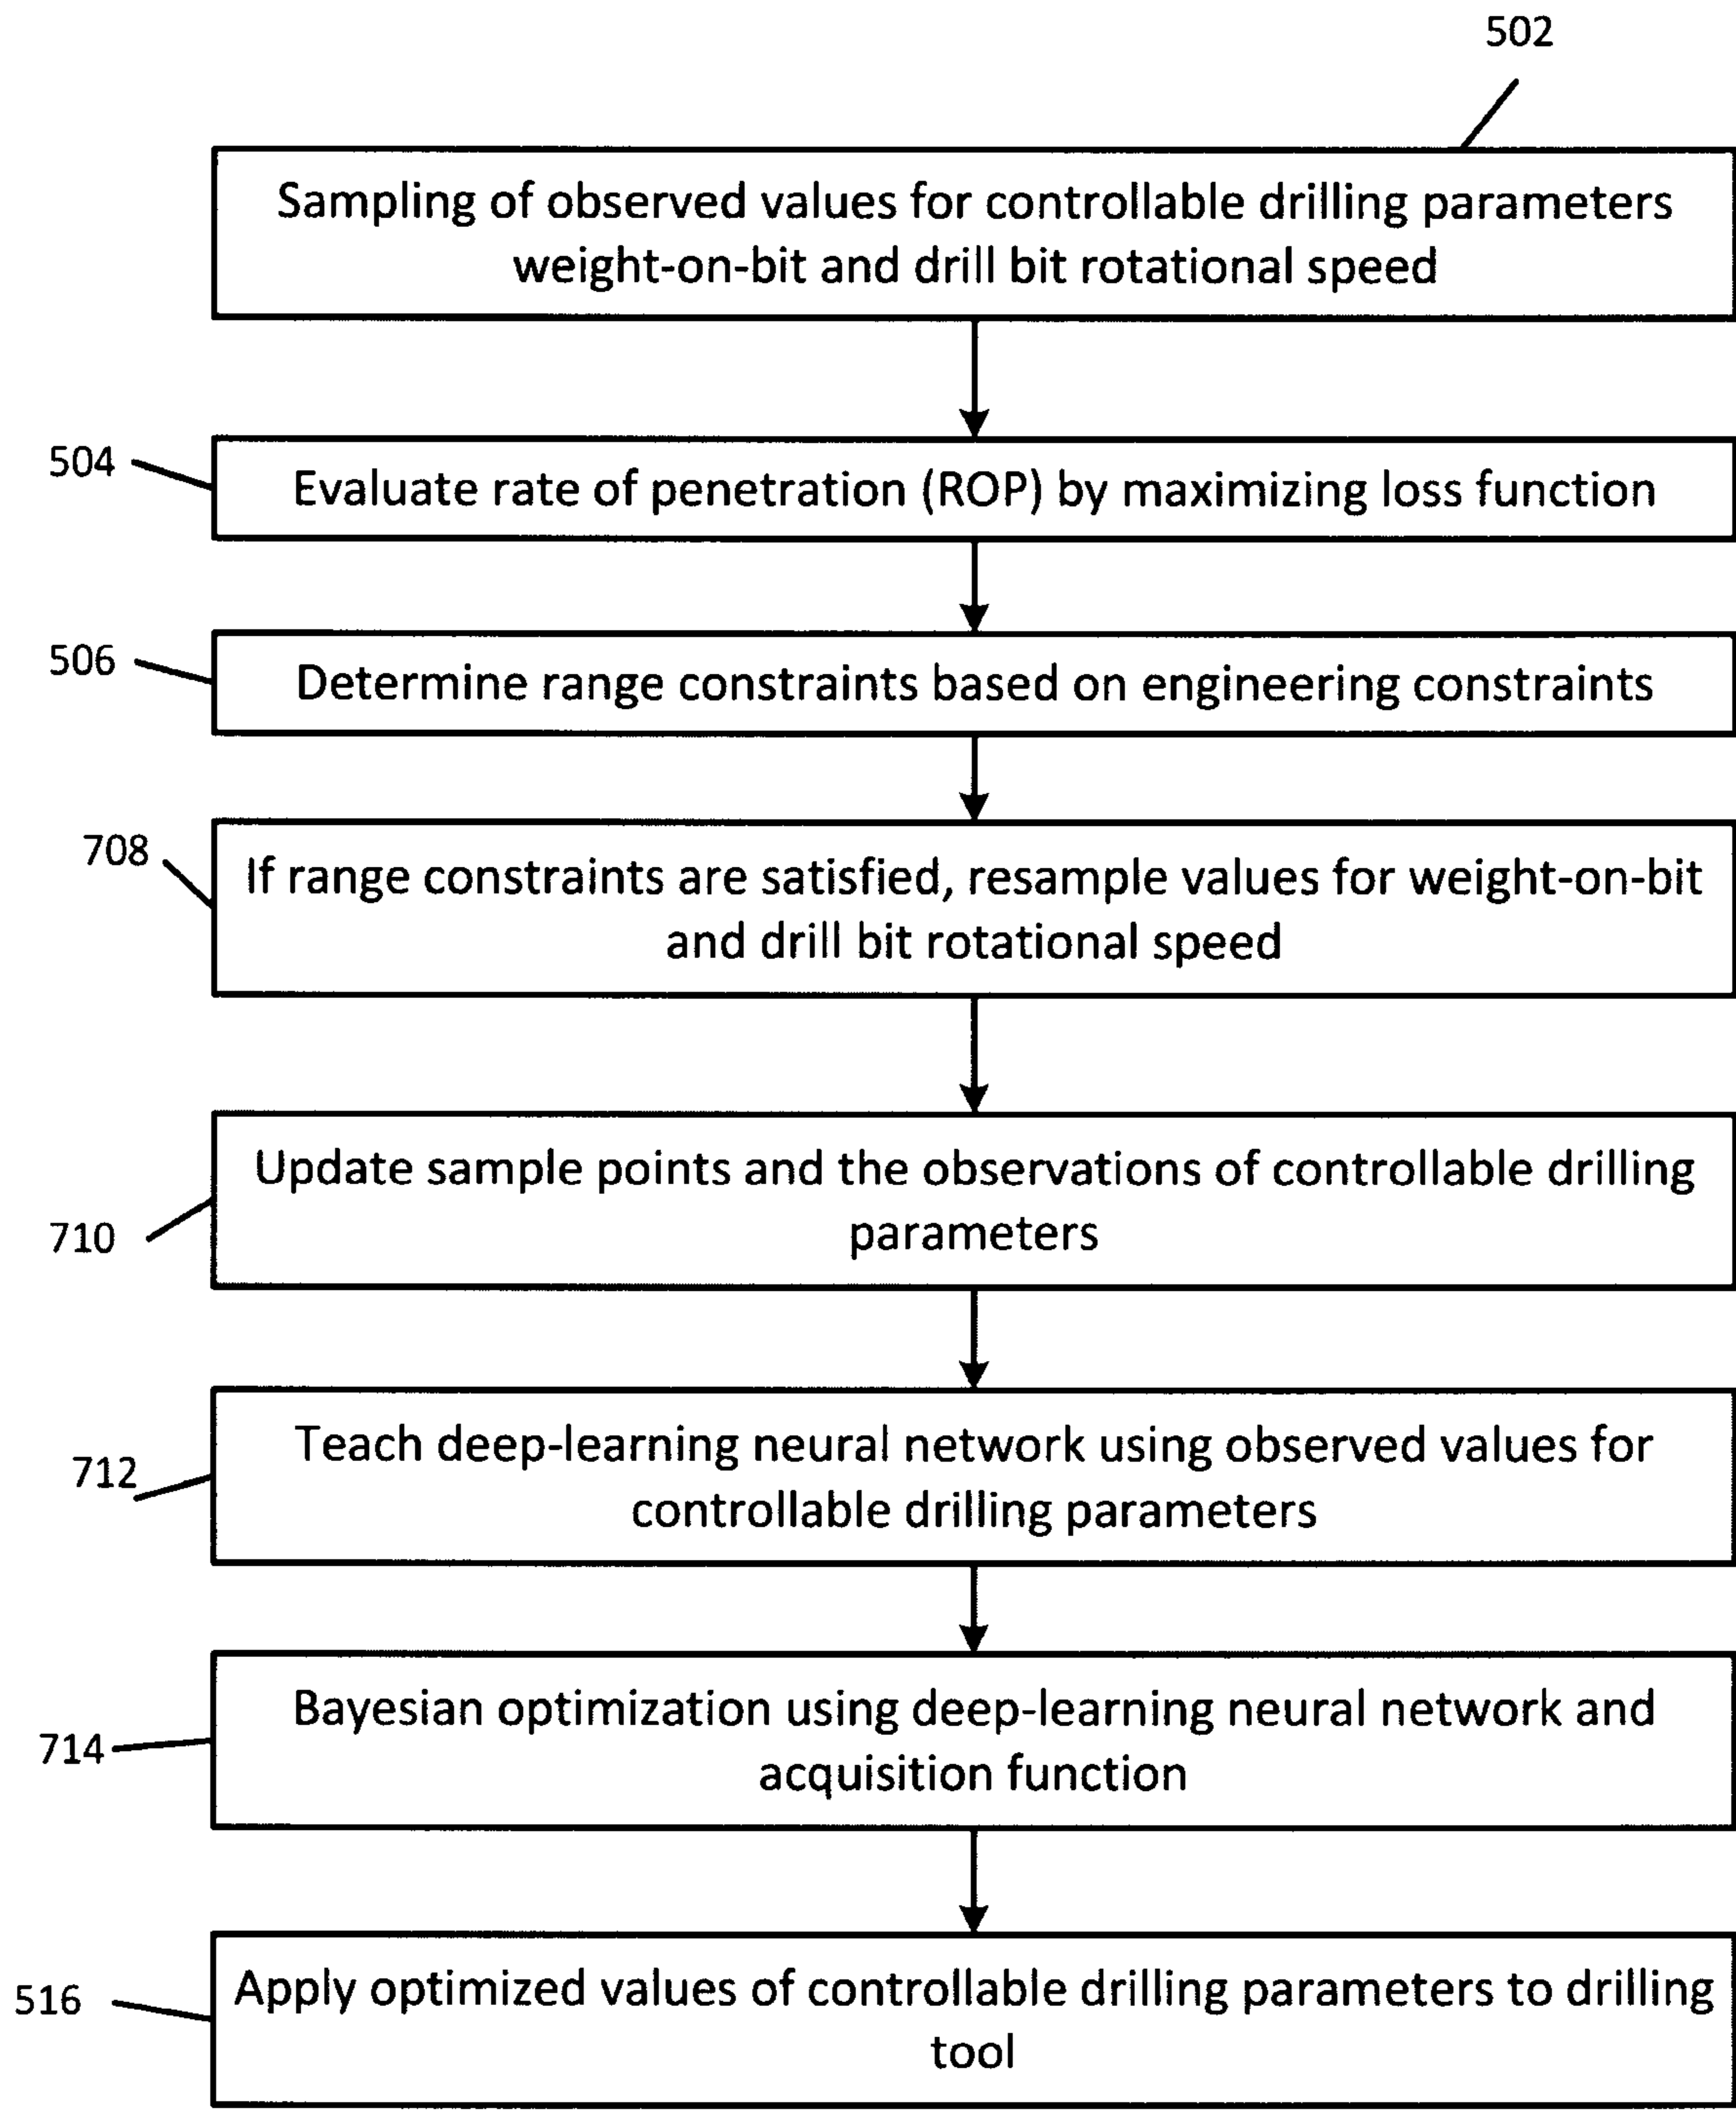 502
Sampling of observed values for controllable drilling parameters
weight-on-bit and drill bit rotational speed
504
Evaluate rate of penetration (ROP) by maximizing loss function
506
Determine range constraints based on engineering constraints
708
If range constraints are satisfied, resample values for weight-on-bit
and drill bit rotational speed
710
Update sample points and the observations of controllable drilling
parameters
712
Teach deep-learning neural network using observed values for
controllable drilling parameters
714
Bayesian optimization using deep-learning neural network and
acquisition function
516
Apply optimized values of controllable drilling parameters to drilling
tool